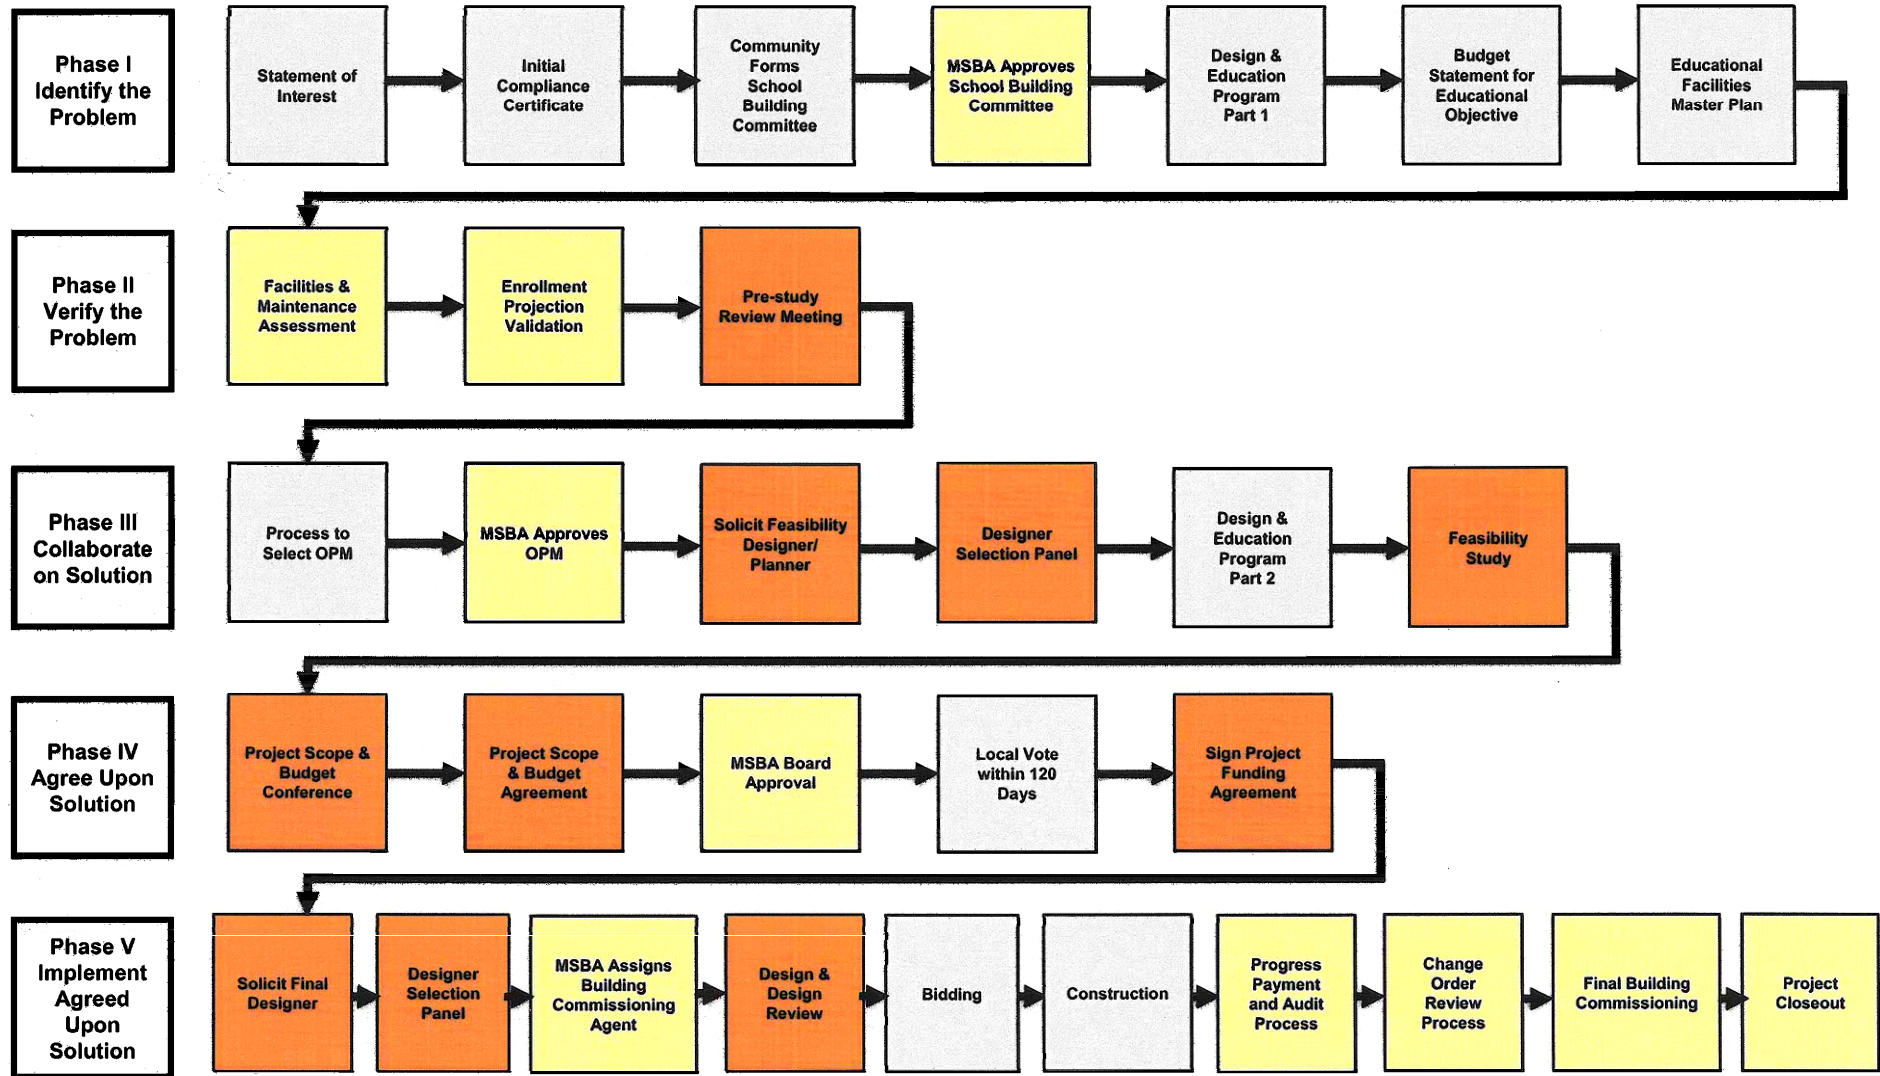 Phase I
Identify the
Problem
Statement of
Interest
Initial
Compliance
Certificate
Community
Forms
School
Building
Committee
MSBA Approves
School Building
Committee
Design &
Education
Program
Part 1
Budget
Statement for
Educational
Objective
Educational
Facilities
Master Plan
Phase II
Verify the
Problem
Facilities &
Maintenance
Assessment
Enrollment
Projection
Validation
Pre-study
Review Meeting
Phase III
Collaborate
on Solution
Process to
Select OPM
MSBA Approves
OPM
Solicit Feasibility
Designer/
Planner
Designer
Selection Panel
Design &
Education
Program
Part 2
Feasibility
Study
Phase IV
Agree Upon
Solution
Project Scope &
Budget
Conference
Project Scope
& Budget
Agreement
MSBA Board
Approval
Local Vote
within 120
Days
Sign Project
Funding
Agreement
Phase V
Implement
Agreed
Upon
Solution
Solicit Final
Designer
Designer
Selection
Panel
MSBA Assigns
Building
Commissioning
Agent
Design &
Design
Review
Bidding
Construction
Progress
Payment
and Audit
Process
Change
Order
Review
Process
Final Building
Commissioning
Project
Closeout